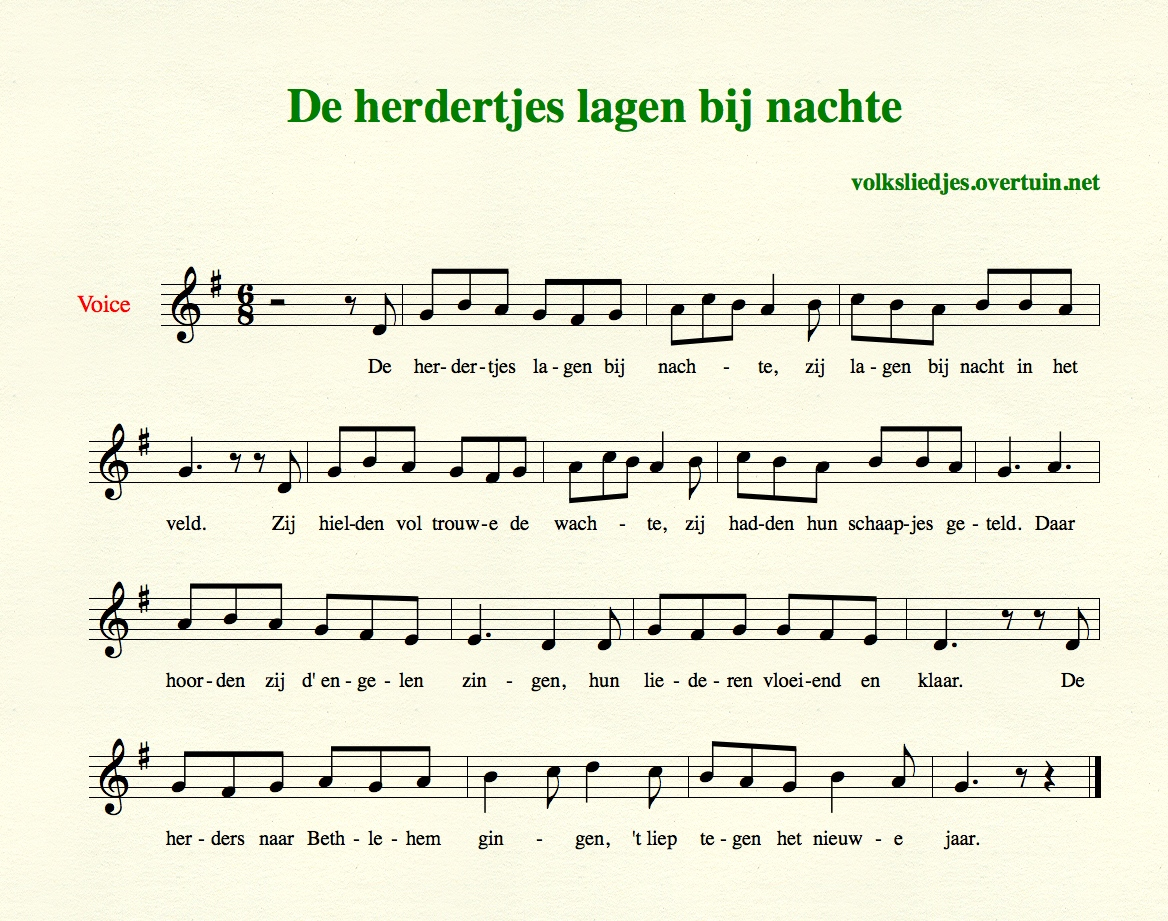 De herdertjes lagen bij nachte
volksliedjes.overtuin.net
Voice
6
8
De her- der - tjes la - gen bij nach - te, zij la - gen bij nacht in het
veld. Zij hiel-den vol trouw-e de wach - te, zij had-den hun schaap-jes ge - teld. Daar
hoor - den zij d' en - ge - len zin - gen, hun lie - de - ren vloei-end en klaar. De
her - ders naar Beth - le - hem gin - gen, 't liep te - gen het nieuw - e jaar.